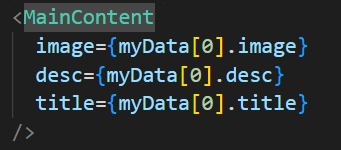 <MainContent
image={myData[0].image}
desc={myData[0].desc}
title={myData[0].title}
/>